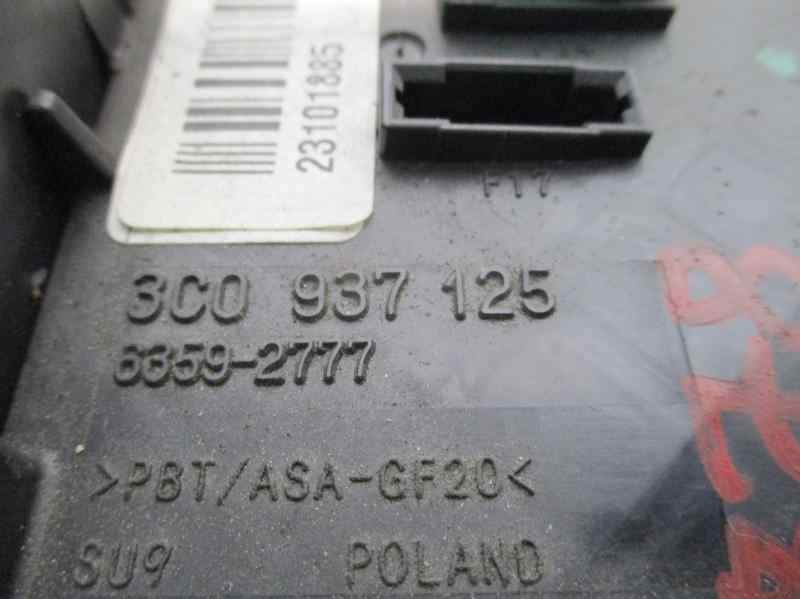 23101885
F17
3C0 937 125
6359-2777
>PBT/ASA-GF20<
SU9 POLAND